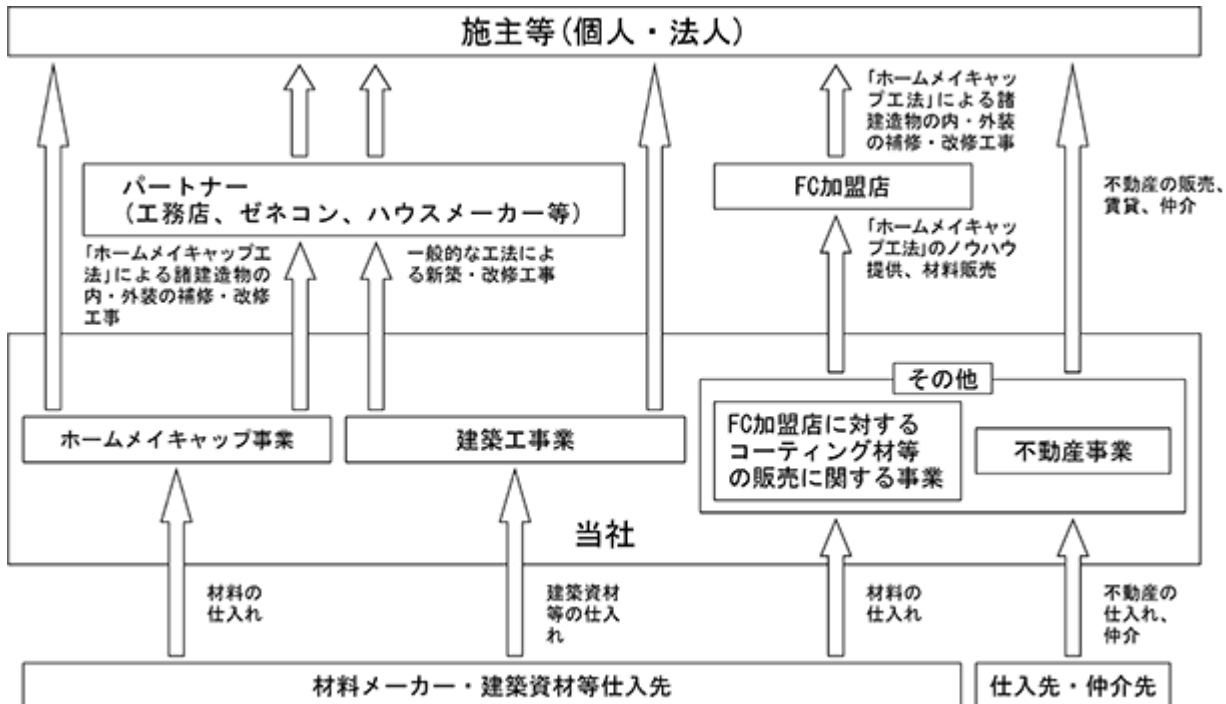 施主等(個人・法人)
「ホームメイキャッ
プ工法」による諸
建造物の内・外装
の補修・改修工事
パートナー
(工務店、ゼネコン、ハウスメーカー等)
FC加盟店
不動産の販売、
賃貸、仲介
「ホームメイキャップ工
法」による諸建造物の
内・外装の補修・改修
工事
一般的な工法によ
る新築・改修工事
「ホームメイキャッ
プ工法」のノウハウ
提供、材料販売
その他
ホームメイキャップ事業
建築工事業
FC加盟店に対する
コーティング材等
の販売に関する事業
不動産事業
当社
材料の
仕入れ
建築資材
等の仕入
れ
材料の
仕入れ
不動産の
仕入れ、
仲介
材料メーカー・建築資材等仕入先
仕入先・仲介先